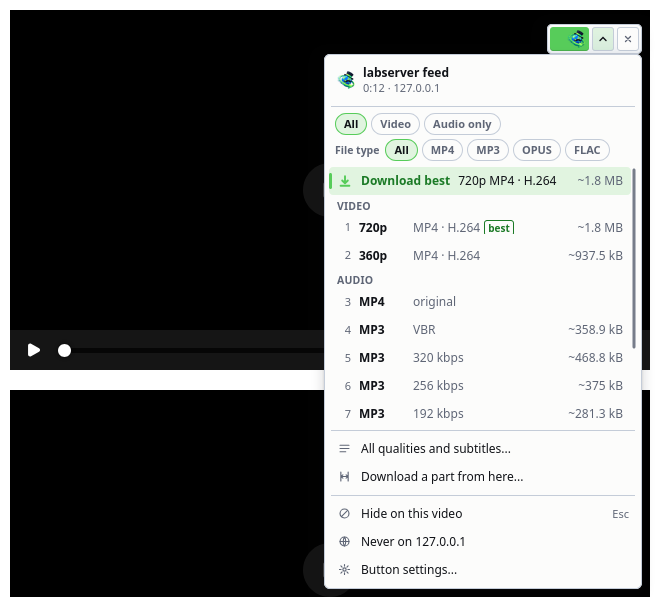 labserver feed
0:12 · 127.0.0.1
All Video Audio only
File type All MP4 MP3 OPUS FLAC
Download best 720p MP4 · H.264 ~1.8 MB
VIDEO
1 720p MP4 · H.264 best ~1.8 MB
2 360p MP4 · H.264 ~937.5 kB
AUDIO
3 MP4 original
4 MP3 VBR ~358.9 kB
5 MP3 320 kbps ~468.8 kB
6 MP3 256 kbps ~375 kB
7 MP3 192 kbps ~281.3 kB
All qualities and subtitles...
Download a part from here...
Hide on this video Esc
Never on 127.0.0.1
Button settings...